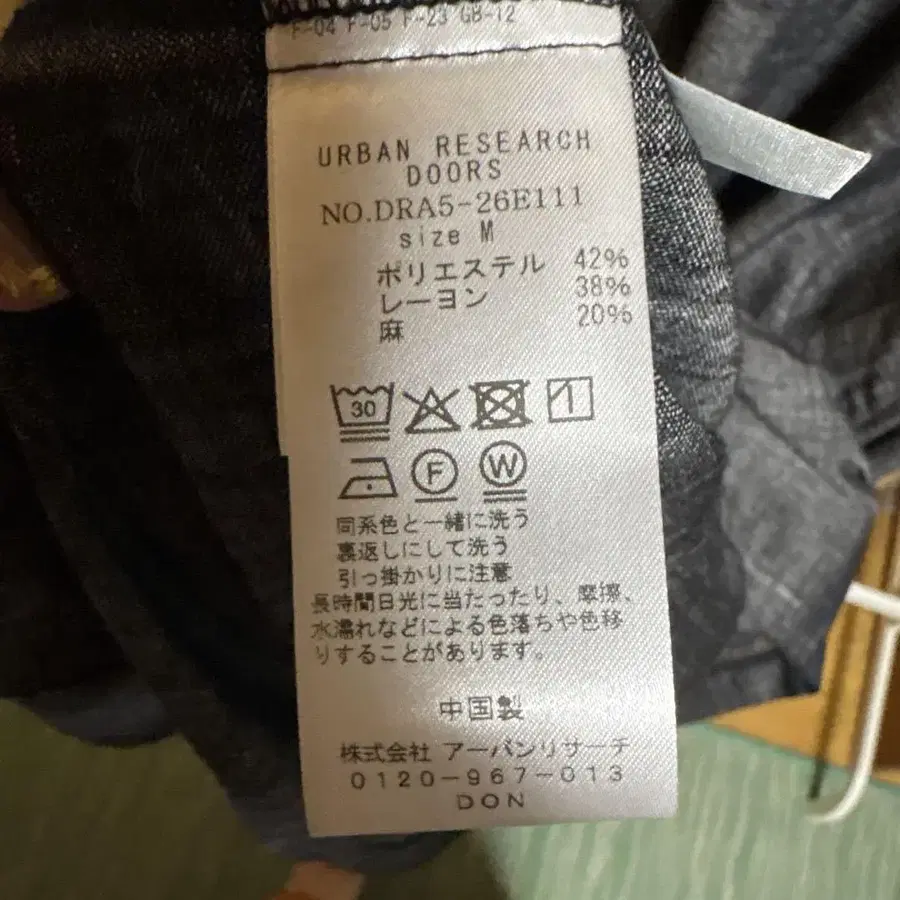 F-04 F-05 F-23 GB-12
URBAN RESEARCH
DOORS
NO.DRA5-26E111
size M
ポリエステル 42%
レーヨン 38%
麻 20%
30
F W
同系色と一緒に洗う
裏返しにして洗う
引っ掛かりに注意
長時間日光に当たったり、摩擦、
水濡れなどによる色落ちや色移
りすることがあります。
中国製
株式会社 アーバンリサーチ
0120-967-013
DON